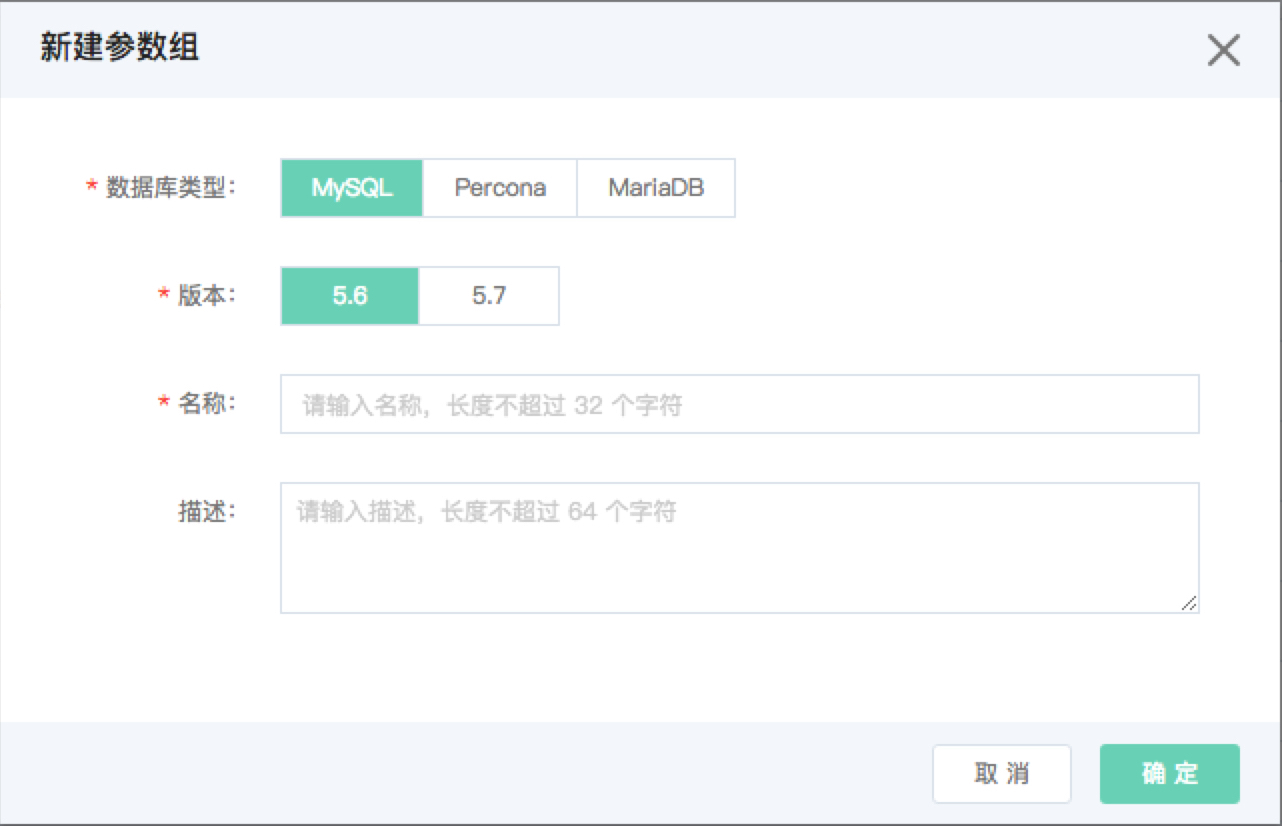 新建参数组
* 数据库类型: MySQL Percona MariaDB
* 版本: 5.6 5.7
* 名称: 请输入名称，长度不超过 32 个字符
描述: 请输入描述，长度不超过 64 个字符
取 消 确 定